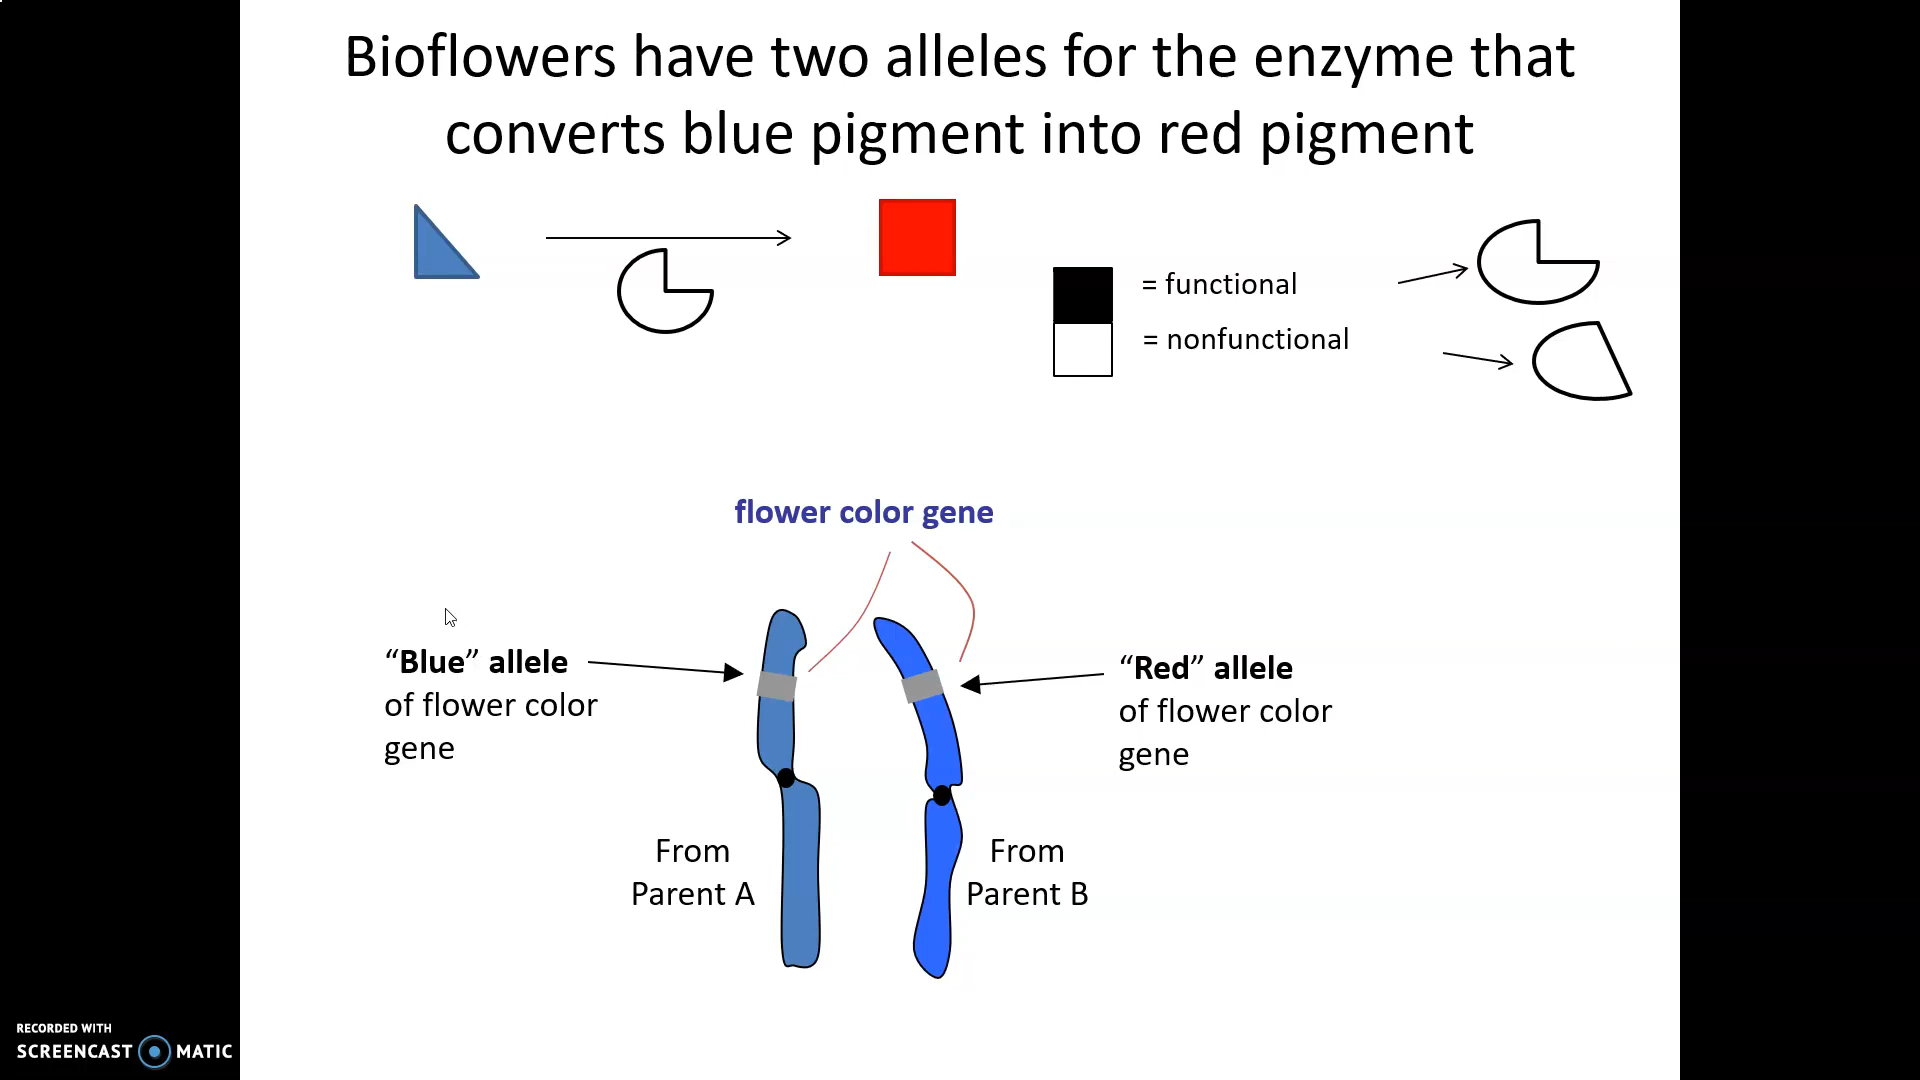 Bioflowers have two alleles for the enzyme that
converts blue pigment into red pigment
= functional
= nonfunctional
flower color gene
“Blue” allele
of flower color
gene
“Red” allele
of flower color
gene
From
Parent A
From
Parent B
RECORDED WITH
SCREENCAST MATIC